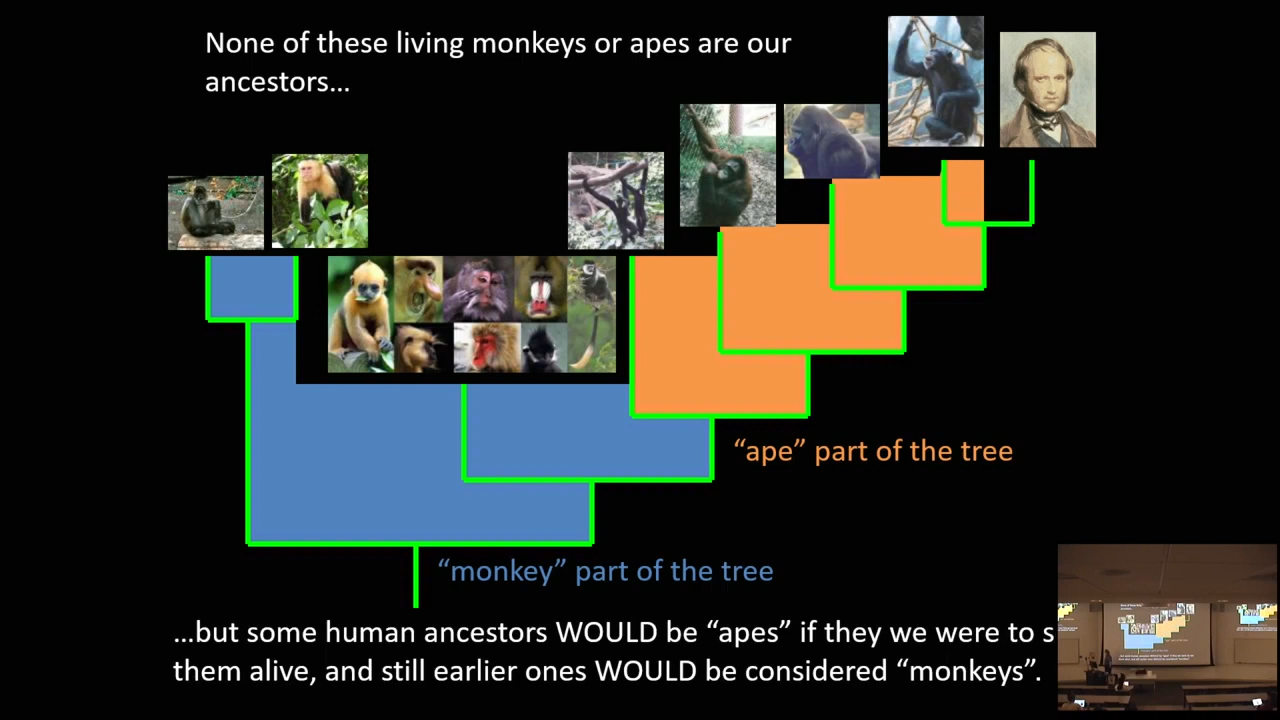 None of these living monkeys or apes are our
ancestors...
“ape” part of the tree
“monkey” part of the tree
...but some human ancestors WOULD be “apes” if they we were to s
them alive, and still earlier ones WOULD be considered “monkeys”.